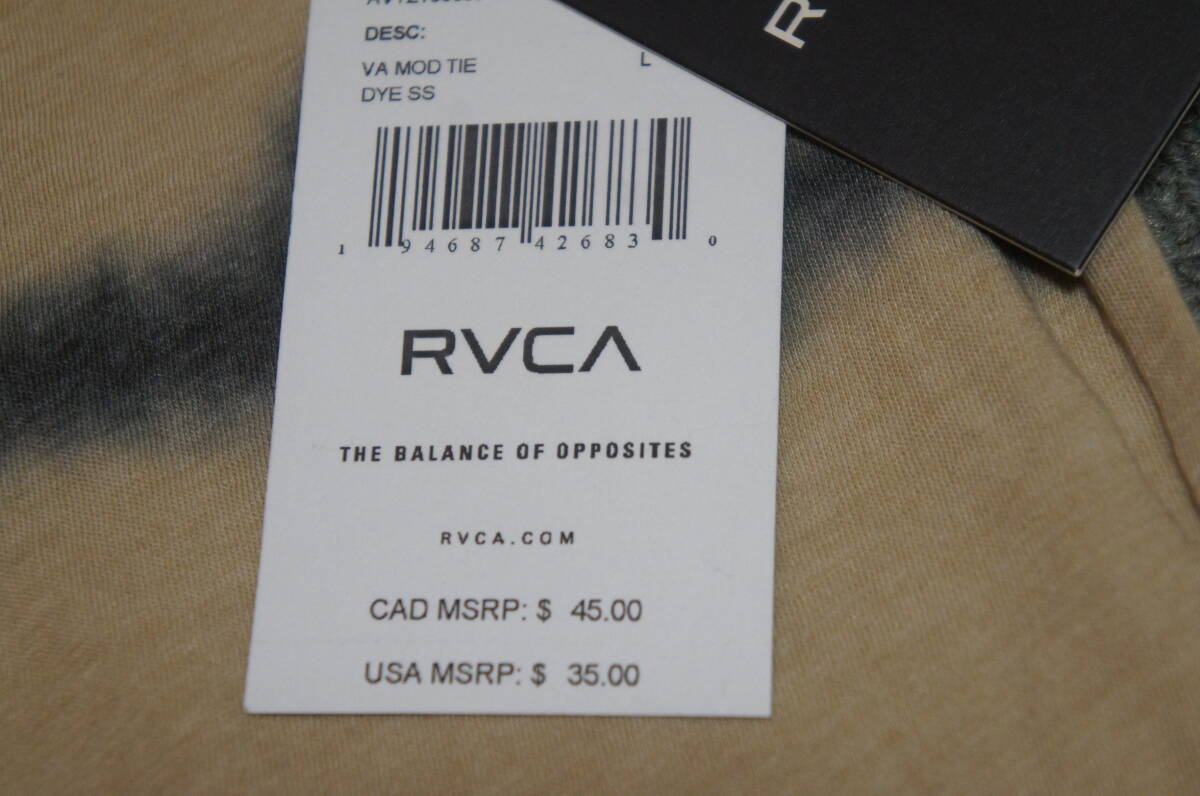 DESC:
VA MOD TIE L
DYE SS
1 94687 42683 0
RVCA
THE BALANCE OF OPPOSITES
RVCA.COM
CAD MSRP: $ 45.00
USA MSRP: $ 35.00
R